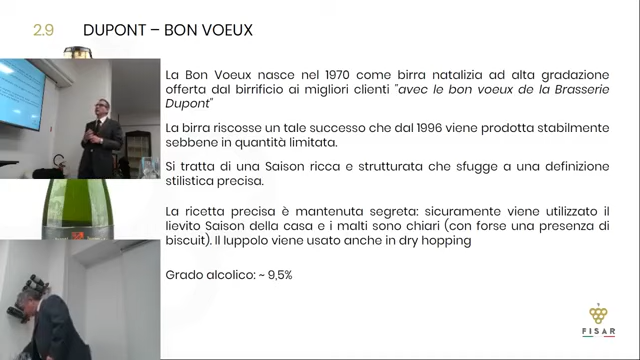 2.9 DUPONT – BON VOEUX
La Bon Voeux nasce nel 1970 come birra natalizia ad alta gradazione
offerta dal birrificio ai migliori clienti "avec le bon voeux de la Brasserie
Dupont"
La birra riscosse un tale successo che dal 1996 viene prodotta stabilmente
sebbene in quantità limitata.
Si tratta di una Saison ricca e strutturata che sfugge a una definizione
stilistica precisa.
La ricetta precisa è mantenuta segreta: sicuramente viene utilizzato il
lievito Saison della casa e i malti sono chiari (con forse una presenza di
biscuit). Il luppolo viene usato anche in dry hopping
Grado alcolico: ~ 9,5%
FISAR